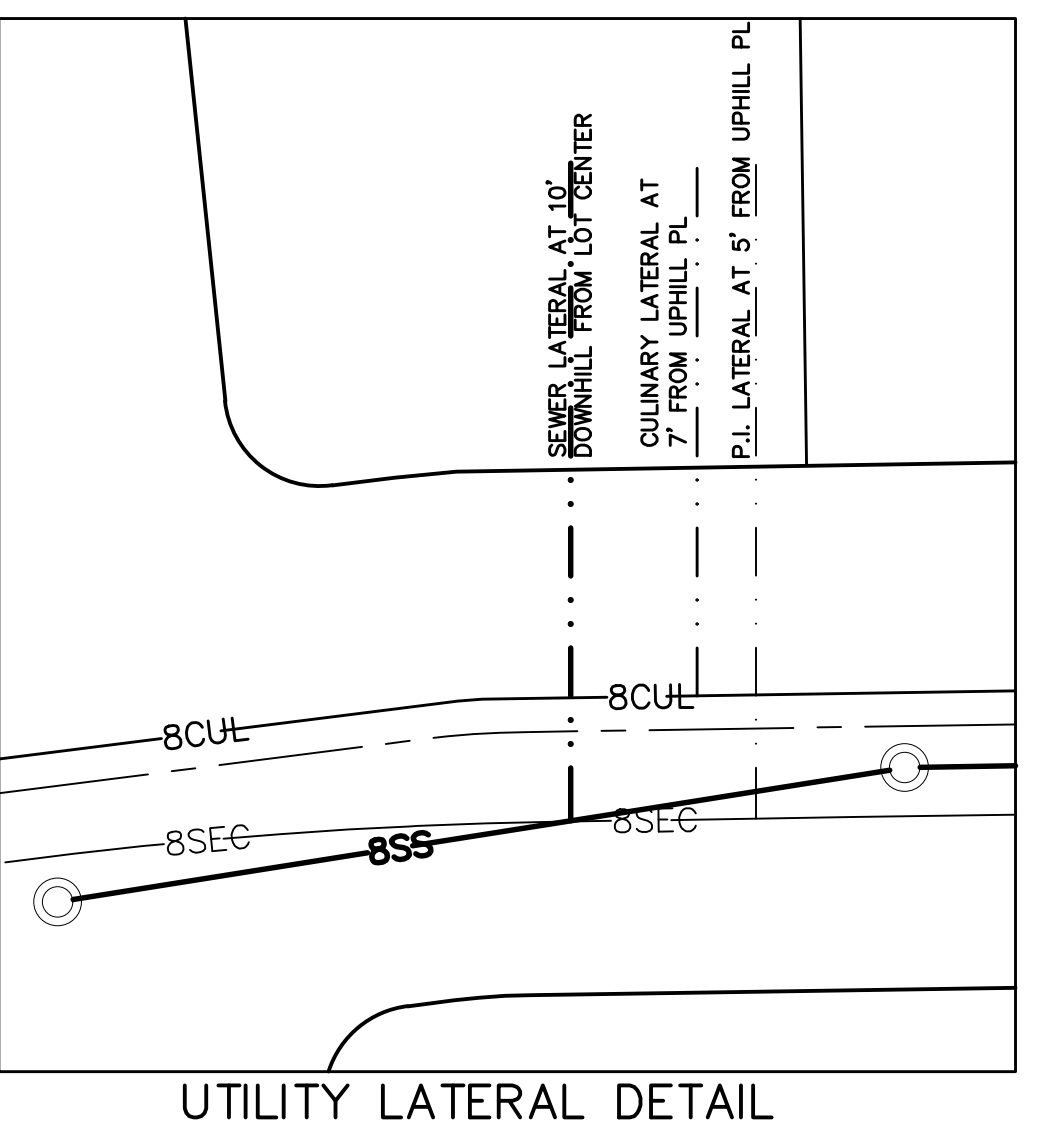 SEWER LATERAL AT 10'
DOWNHILL FROM LOT CENTER
CULINARY LATERAL AT
7' FROM UPHILL PL
P.I. LATERAL AT 5' FROM UPHILL PL
8CUL
8CUL
8SEC
8SS
8SEC
UTILITY LATERAL DETAIL